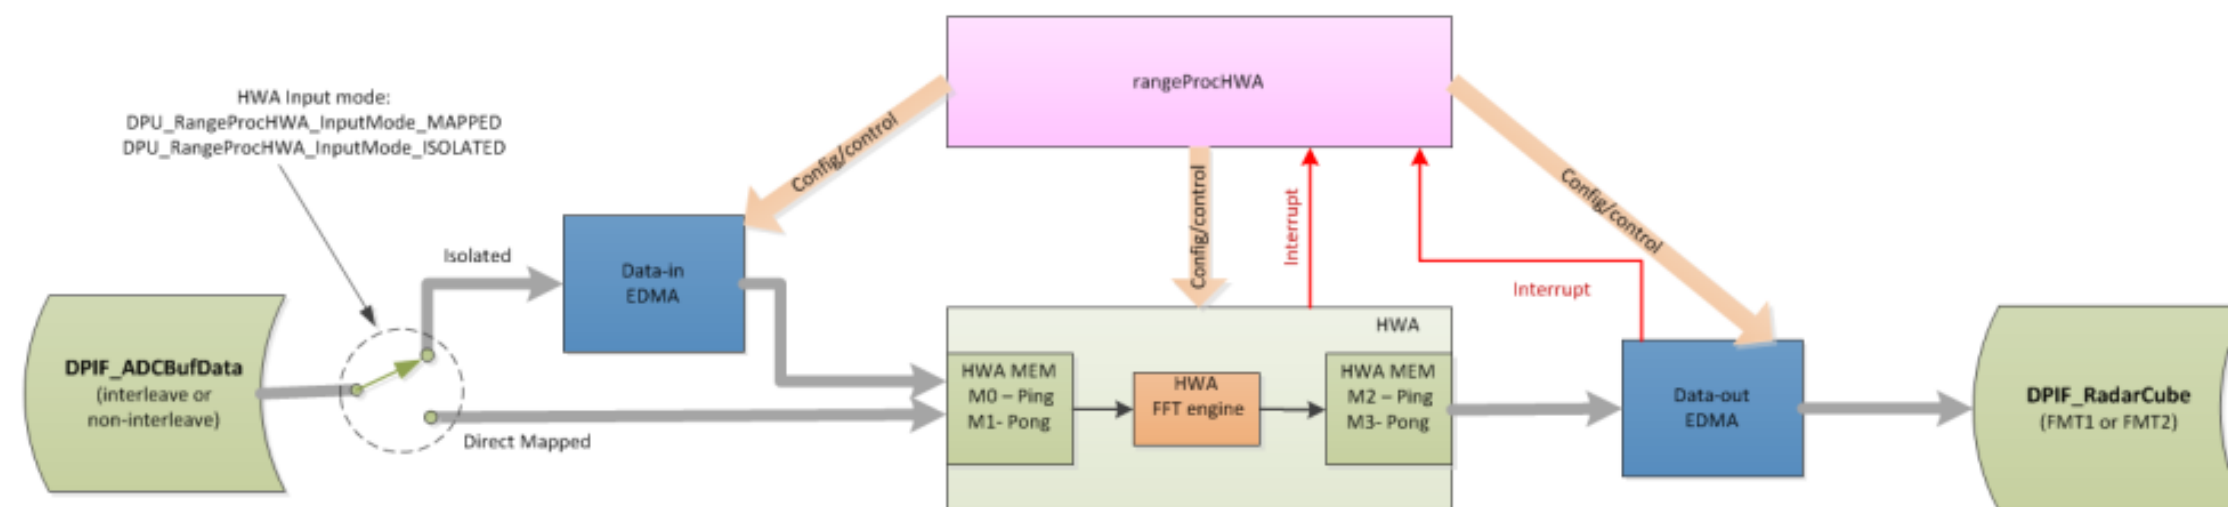 rangeProcHWA
HWA Input mode:
DPU_RangeProcHWA_InputMode_MAPPED
DPU_RangeProcHWA_InputMode_ISOLATED
Config/control
Config/control
Interrupt
Config/control
Isolated
Data-in
EDMA
Interrupt
HWA
DPIF_ADCBufData
(interleave or
non-interleave)
Direct Mapped
HWA MEM
M0 – Ping
M1- Pong
HWA
FFT engine
HWA MEM
M2 – Ping
M3- Pong
Data-out
EDMA
DPIF_RadarCube
(FMT1 or FMT2)